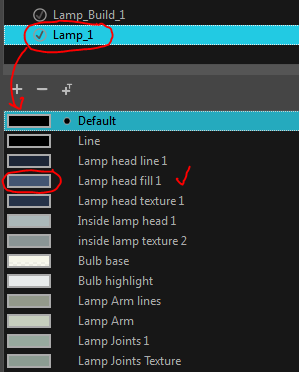 Lamp_Build_1
Lamp_1
Default
Line
Lamp head line 1
Lamp head fill 1
Lamp head texture 1
Inside lamp head 1
inside lamp texture 2
Bulb base
Bulb highlight
Lamp Arm lines
Lamp Arm
Lamp Joints 1
Lamp Joints Texture